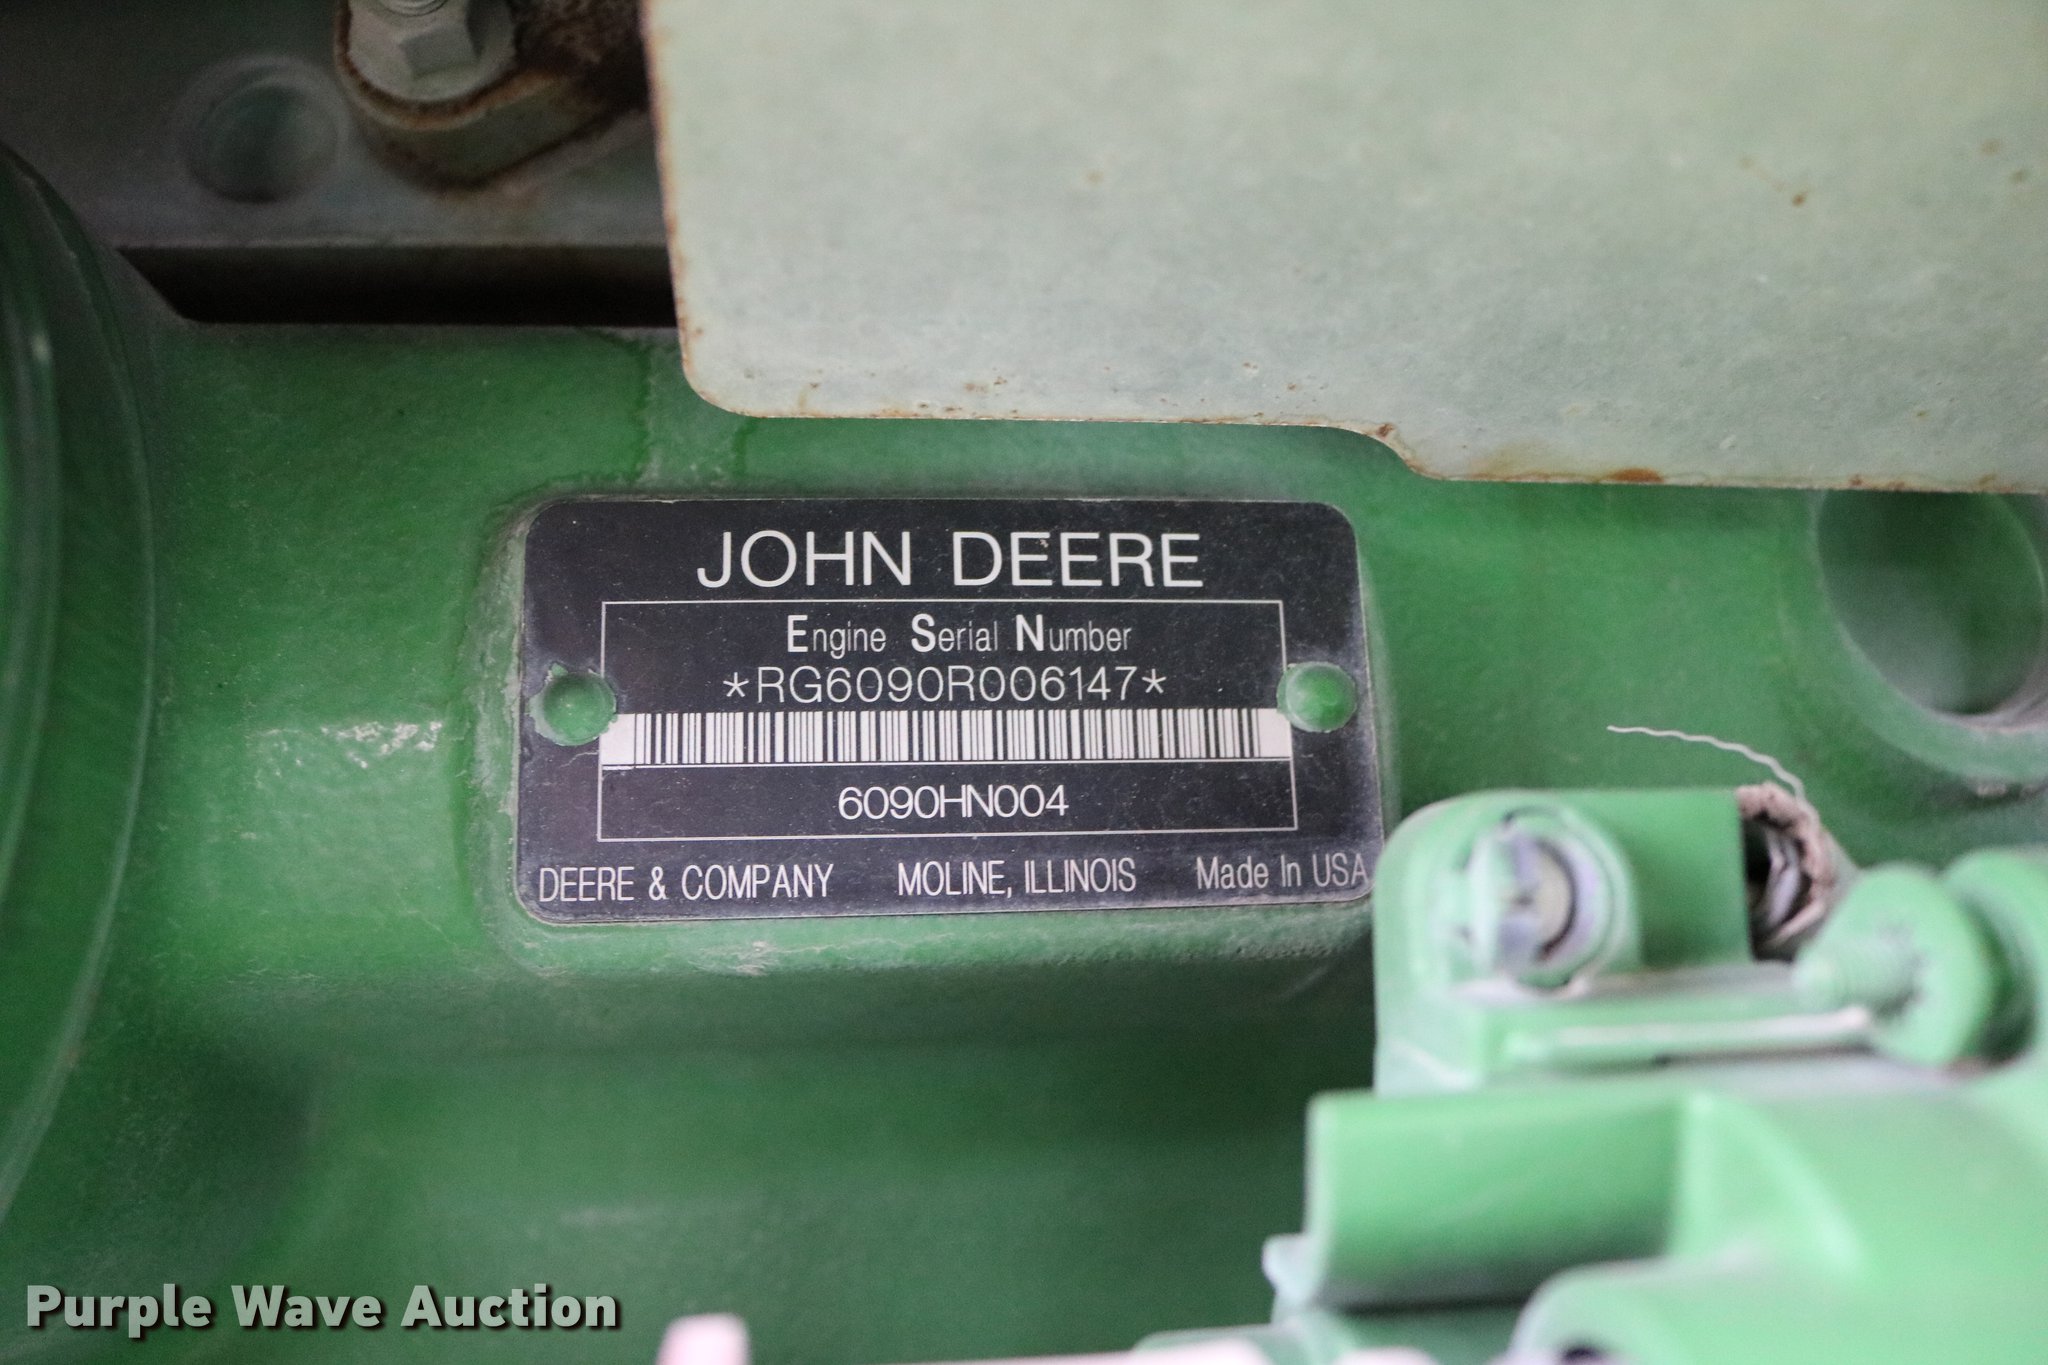 JOHN DEERE
Engine Serial Number
*RG6090R006147*
6090HN004
DEERE & COMPANY MOLINE, ILLINOIS Made In USA
Purple Wave Auction